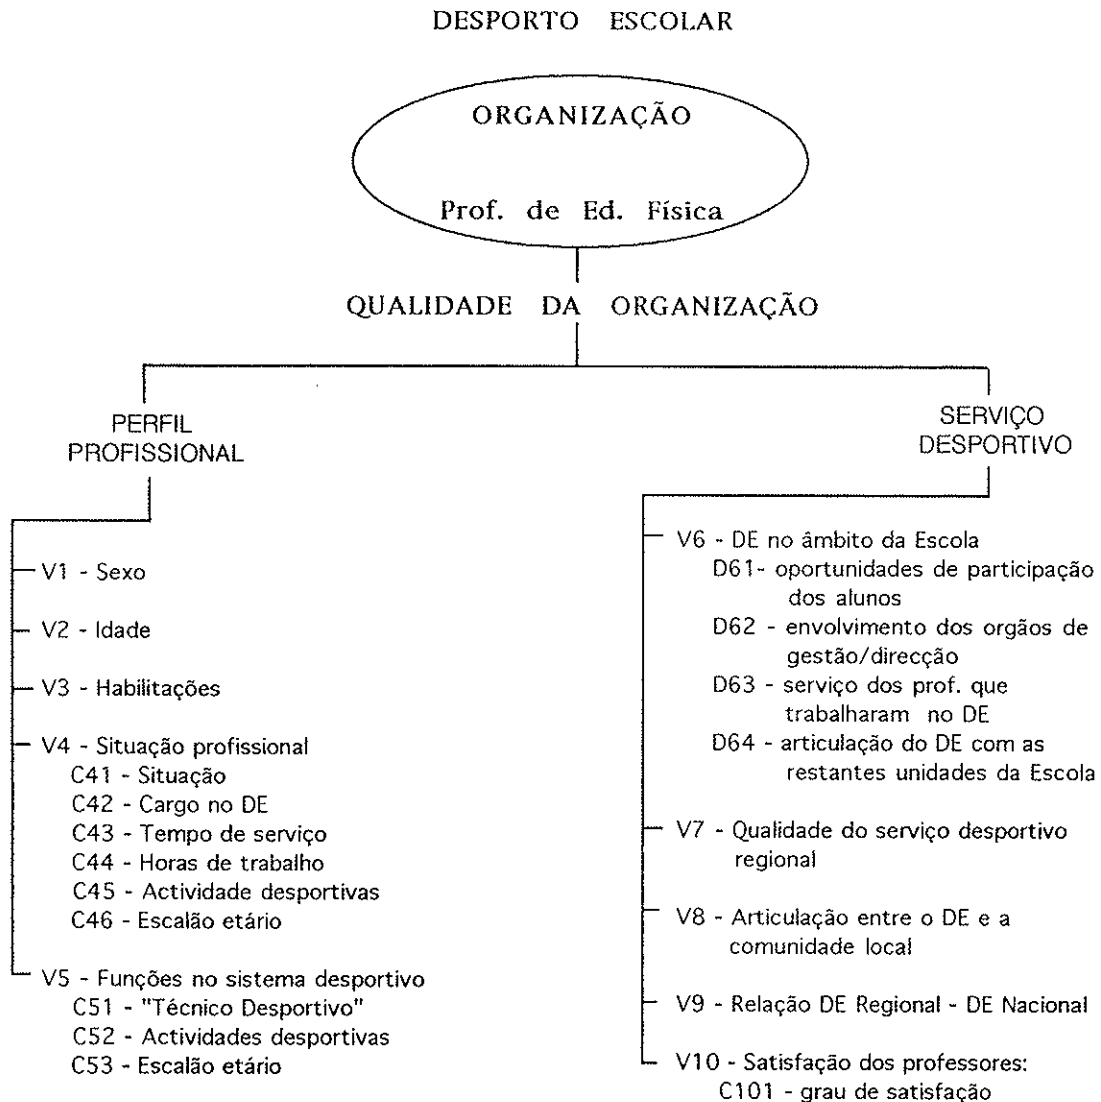 DESPORTO ESCOLAR
ORGANIZAÇÃO
Prof. de Ed. Física
QUALIDADE DA ORGANIZAÇÃO
PERFIL
PROFISSIONAL
V1 - Sexo
V2 - Idade
V3 - Habilitações
V4 - Situação profissional
C41 - Situação
C42 - Cargo no DE
C43 - Tempo de serviço
C44 - Horas de trabalho
C45 - Actividade desportivas
C46 - Escalão etário
V5 - Funções no sistema desportivo
C51 - "Técnico Desportivo"
C52 - Actividades desportivas
C53 - Escalão etário
SERVIÇO
DESPORTIVO
V6 - DE no âmbito da Escola
D61- oportunidades de participação
dos alunos
D62 - envolvimento dos orgãos de
gestão/direcção
D63 - serviço dos prof. que
trabalharam no DE
D64 - articulação do DE com as
restantes unidades da Escola
V7 - Qualidade do serviço desportivo
regional
V8 - Articulação entre o DE e a
comunidade local
V9 - Relação DE Regional - DE Nacional
V10 - Satisfação dos professores:
C101 - grau de satisfação